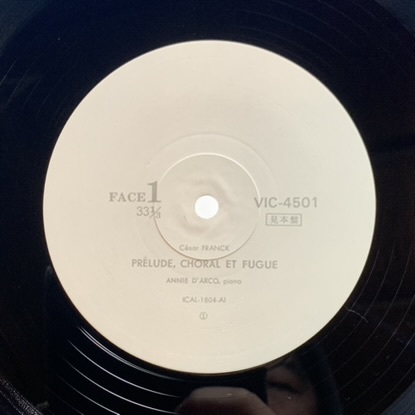 FACE 1
33⅓
VIC-4501
見本盤
César FRANCK
PRÉLUDE, CHORAL ET FUGUE
ANNIE D'ARCO, piano
ICAL-1804-A1